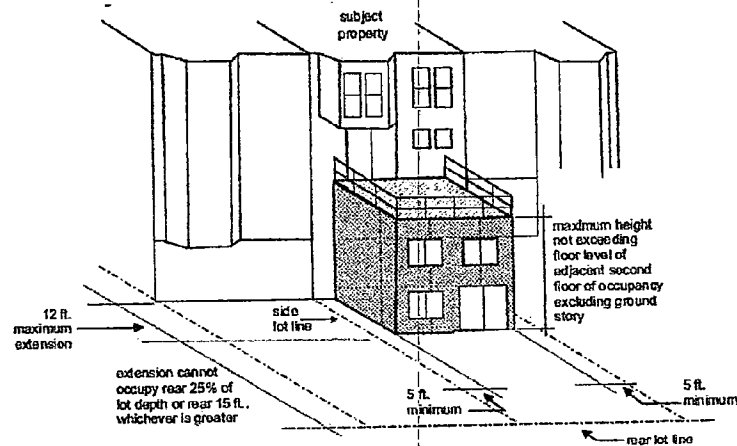 subject
property
maximum height
not exceeding
floor level of
adjacent second
floor of occupancy
excluding ground
story
12 ft.
maximum
extension
side
lot line
extension cannot
occupy rear 25% of
lot depth or rear 15 ft.,
whichever is greater
5 ft.
minimum
5 ft.
minimum
rear lot line